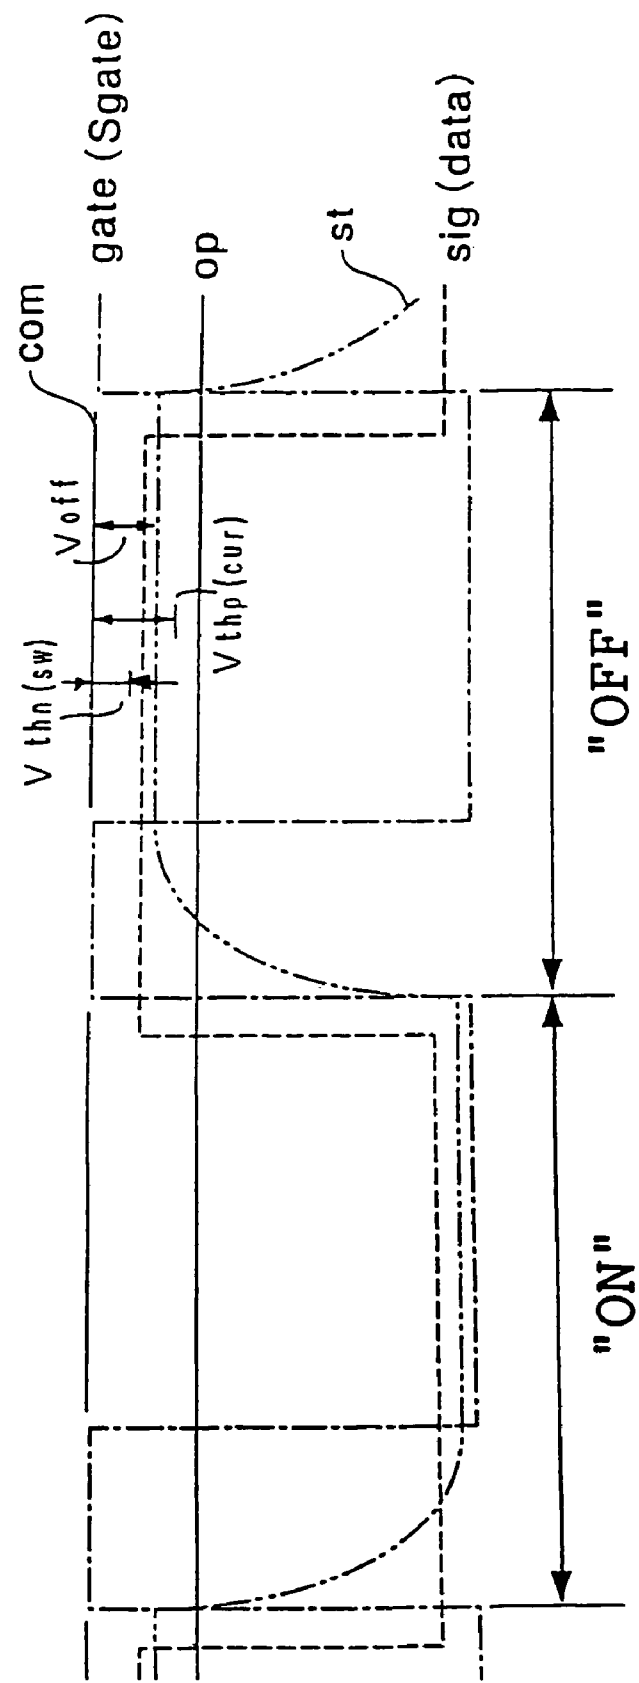 gate (Sgate)
com
op
st
sig (data)
Voff
Vthp (cur)
Vthn (sw)
"OFF"
"ON"